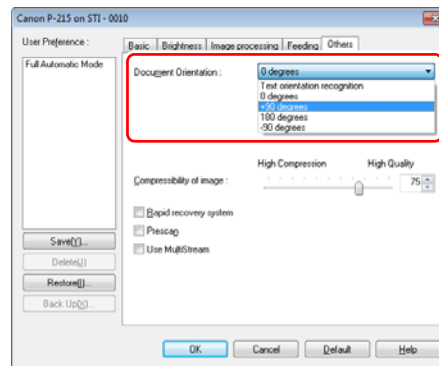 Canon P-215 on STI - 0010
User Preference :
Full Automatic Mode
Basic Brightness Image processing Feeding Others
Document Orientation : 0 degrees
Text orientation recognition
0 degrees
+90 degrees
180 degrees
-90 degrees
High Compression High Quality
Compressibility of image : 75
Rapid recovery system
Prescan
Use MultiStream
Save(Y)...
Delete(J)
Restore(I)...
Back Up(X)...
OK Cancel Default Help